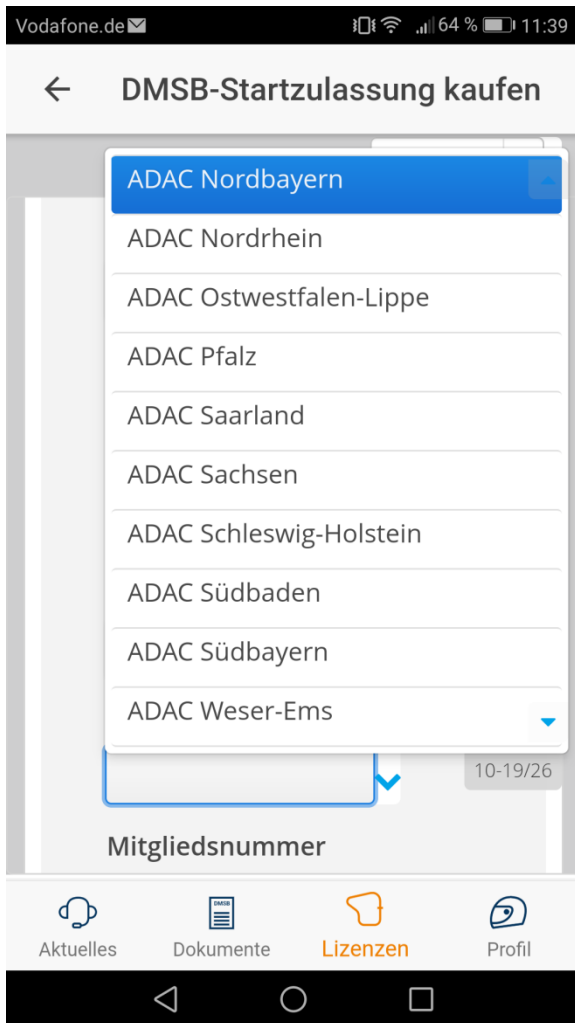 Vodafone.de 64 % 11:39
DMSB-Startzulassung kaufen
ADAC Nordbayern
ADAC Nordrhein
ADAC Ostwestfalen-Lippe
ADAC Pfalz
ADAC Saarland
ADAC Sachsen
ADAC Schleswig-Holstein
ADAC Südbaden
ADAC Südbayern
ADAC Weser-Ems
10-19/26
Mitgliedsnummer
DMSB
Aktuelles Dokumente Lizenzen Profil